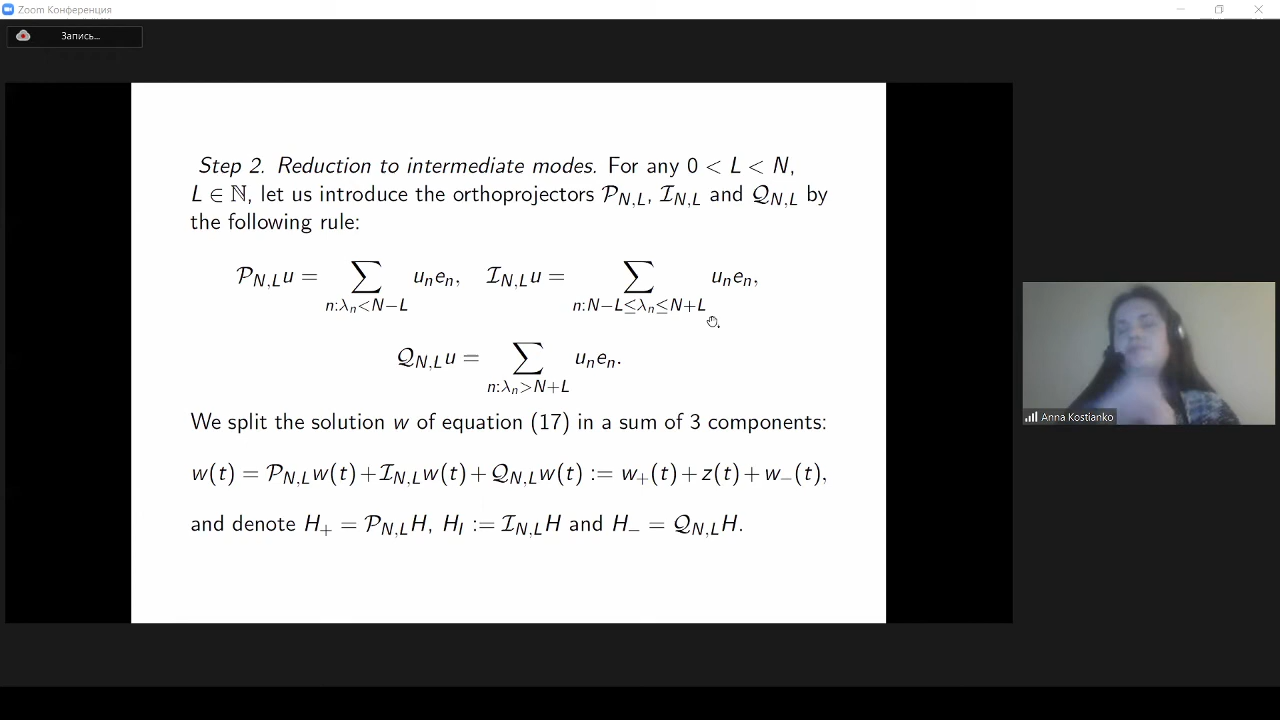 Zoom Конференция
Запись...
Step 2. Reduction to intermediate modes. For any 0 < L < N,
L ∈ ℕ, let us introduce the orthoprojectors 𝒫_{N,L}, ℐ_{N,L} and 𝒬_{N,L} by
the following rule:
𝒫_{N,L}u = ∑_{n:λ_n<N−L} u_n e_n, ℐ_{N,L}u = ∑_{n:N−L≤λ_n≤N+L} u_n e_n,
𝒬_{N,L}u = ∑_{n:λ_n>N+L} u_n e_n.
We split the solution w of equation (17) in a sum of 3 components:
w(t) = 𝒫_{N,L}w(t)+ℐ_{N,L}w(t)+𝒬_{N,L}w(t) := w_+(t)+z(t)+w_−(t),
and denote H_+ = 𝒫_{N,L}H, H_I := ℐ_{N,L}H and H_− = 𝒬_{N,L}H.
Anna Kostianko